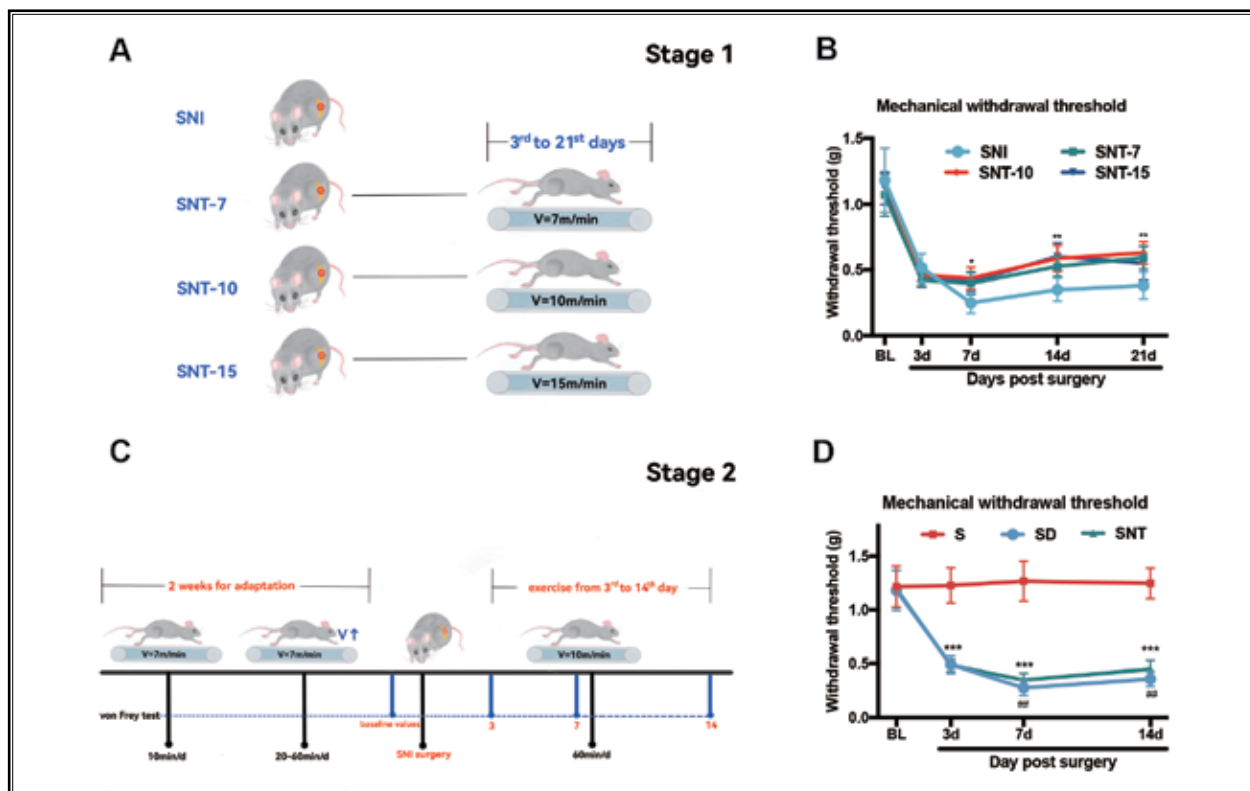 A
Stage 1
SNI
SNT-7
SNT-10
SNT-15
3rd to 21st days
V=7m/min
V=10m/min
V=15m/min
B
Mechanical withdrawal threshold
SNI
SNT-7
SNT-10
SNT-15
Withdrawal threshold (g)
1.5
1.0
0.5
0.0
*
**
**
BL
3d
7d
14d
21d
Days post surgery
C
Stage 2
2 weeks for adaptation
exercise from 3rd to 14th day
V↑
V=7m/min
V=7m/min
V=10m/min
von Frey test
baseline values
3
7
14
10min/d
20-60min/d
SNI surgery
60min/d
D
Mechanical withdrawal threshold
S
SD
SNT
Withdrawal threshold (g)
1.5
1.0
0.5
0.0
***
***
***
##
##
BL
3d
7d
14d
Day post surgery